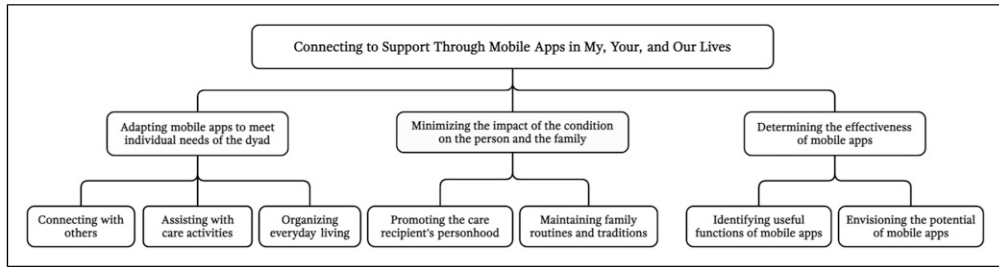 Connecting to Support Through Mobile Apps in My, Your, and Our Lives
Adapting mobile apps to meet
individual needs of the dyad
Minimizing the impact of the condition
on the person and the family
Determining the effectiveness
of mobile apps
Connecting with
others
Assisting with
care activities
Organizing
everyday living
Promoting the care
recipient's personhood
Maintaining family
routines and traditions
Identifying useful
functions of mobile apps
Envisioning the potential
of mobile apps